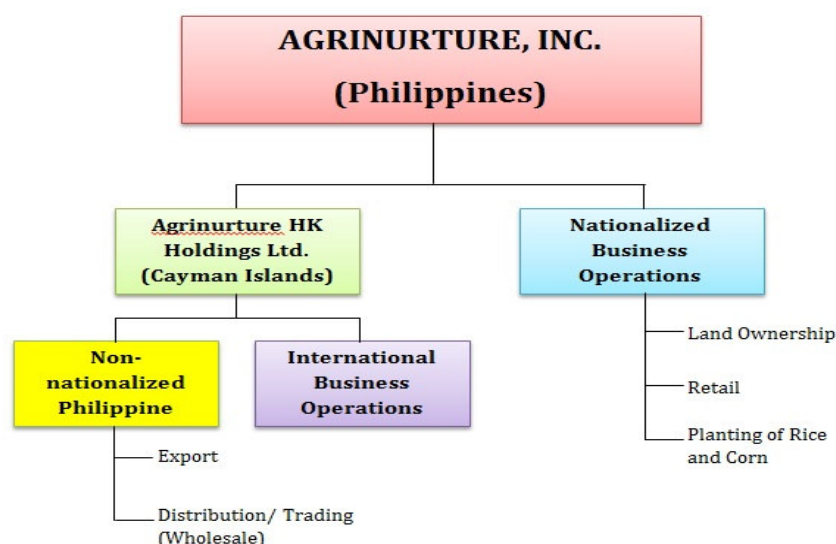 AGRINURTURE, INC.
(Philippines)
Agrinurture HK
Holdings Ltd.
(Cayman Islands)
Nationalized
Business
Operations
Non-
nationalized
Philippine
International
Business
Operations
Land Ownership
Retail
Planting of Rice
and Corn
Export
Distribution/ Trading
(Wholesale)